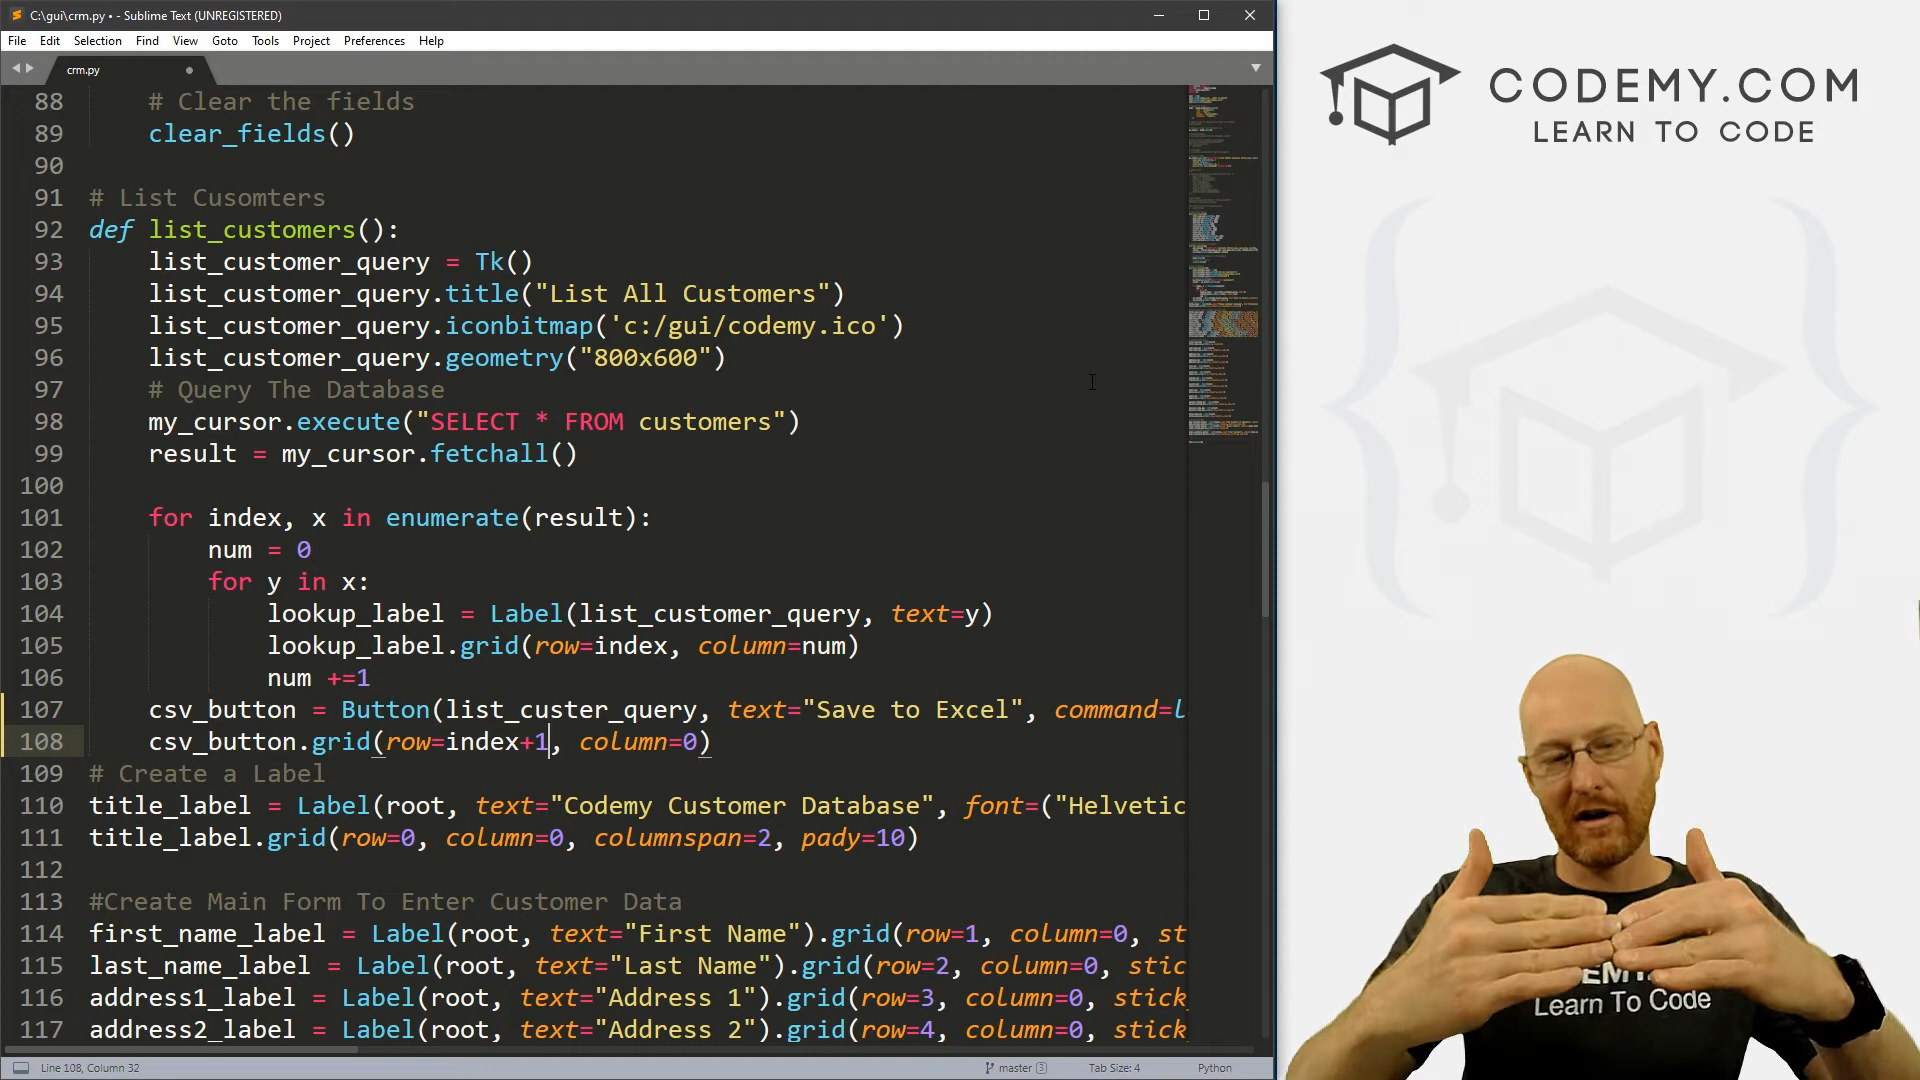 C:\gui\crm.py • - Sublime Text (UNREGISTERED)
File Edit Selection Find View Goto Tools Project Preferences Help
crm.py
88 # Clear the fields
89 clear_fields()
90
91 # List Cusomters
92 def list_customers():
93 list_customer_query = Tk()
94 list_customer_query.title("List All Customers")
95 list_customer_query.iconbitmap('c:/gui/codemy.ico')
96 list_customer_query.geometry("800x600")
97 # Query The Database
98 my_cursor.execute("SELECT * FROM customers")
99 result = my_cursor.fetchall()
100
101 for index, x in enumerate(result):
102 num = 0
103 for y in x:
104 lookup_label = Label(list_customer_query, text=y)
105 lookup_label.grid(row=index, column=num)
106 num +=1
107 csv_button = Button(list_custer_query, text="Save to Excel", command=l
108 csv_button.grid(row=index+1, column=0)
109 # Create a Label
110 title_label = Label(root, text="Codemy Customer Database", font=("Helvetic
111 title_label.grid(row=0, column=0, columnspan=2, pady=10)
112
113 #Create Main Form To Enter Customer Data
114 first_name_label = Label(root, text="First Name").grid(row=1, column=0, st
115 last_name_label = Label(root, text="Last Name").grid(row=2, column=0, stic
116 address1_label = Label(root, text="Address 1").grid(row=3, column=0, stick
117 address2_label = Label(root, text="Address 2").grid(row=4, column=0, stick
Line 108, Column 32
master 3
Tab Size: 4
Python
CODEMY.COM
LEARN TO CODE
Learn To Code